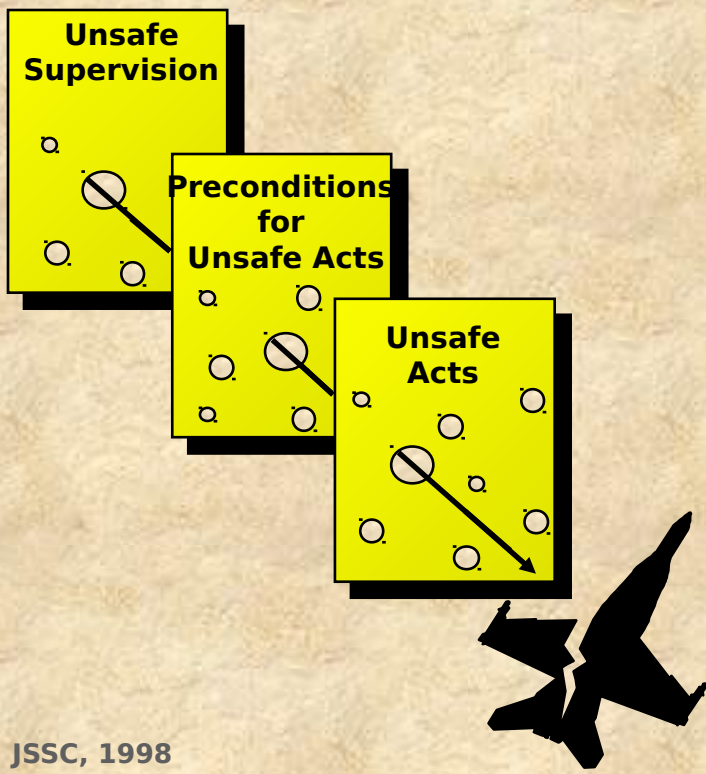 Unsafe
Supervision
Preconditions
for
Unsafe Acts
Unsafe
Acts
JSSC, 1998